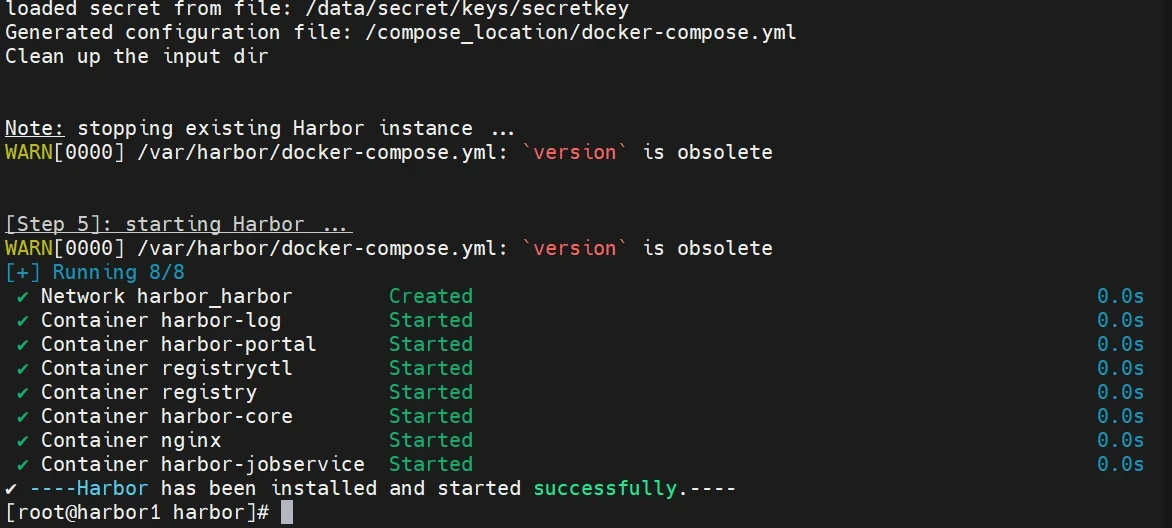 loaded secret from file: /data/secret/keys/secretkey
Generated configuration file: /compose_location/docker-compose.yml
Clean up the input dir
Note: stopping existing Harbor instance ...
WARN[0000] /var/harbor/docker-compose.yml: `version` is obsolete
[Step 5]: starting Harbor ...
WARN[0000] /var/harbor/docker-compose.yml: `version` is obsolete
[+] Running 8/8
✔ Network harbor_harbor Created 0.0s
✔ Container harbor-log Started 0.0s
✔ Container harbor-portal Started 0.0s
✔ Container registryctl Started 0.0s
✔ Container registry Started 0.0s
✔ Container harbor-core Started 0.0s
✔ Container nginx Started 0.0s
✔ Container harbor-jobservice Started 0.0s
✔ ----Harbor has been installed and started successfully.----
[root@harbor1 harbor]#